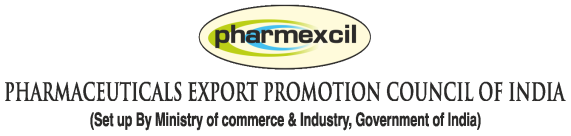 pharmexcil
PHARMACEUTICALS EXPORT PROMOTION COUNCIL OF INDIA
(Set up By Ministry of commerce & Industry, Government of India)